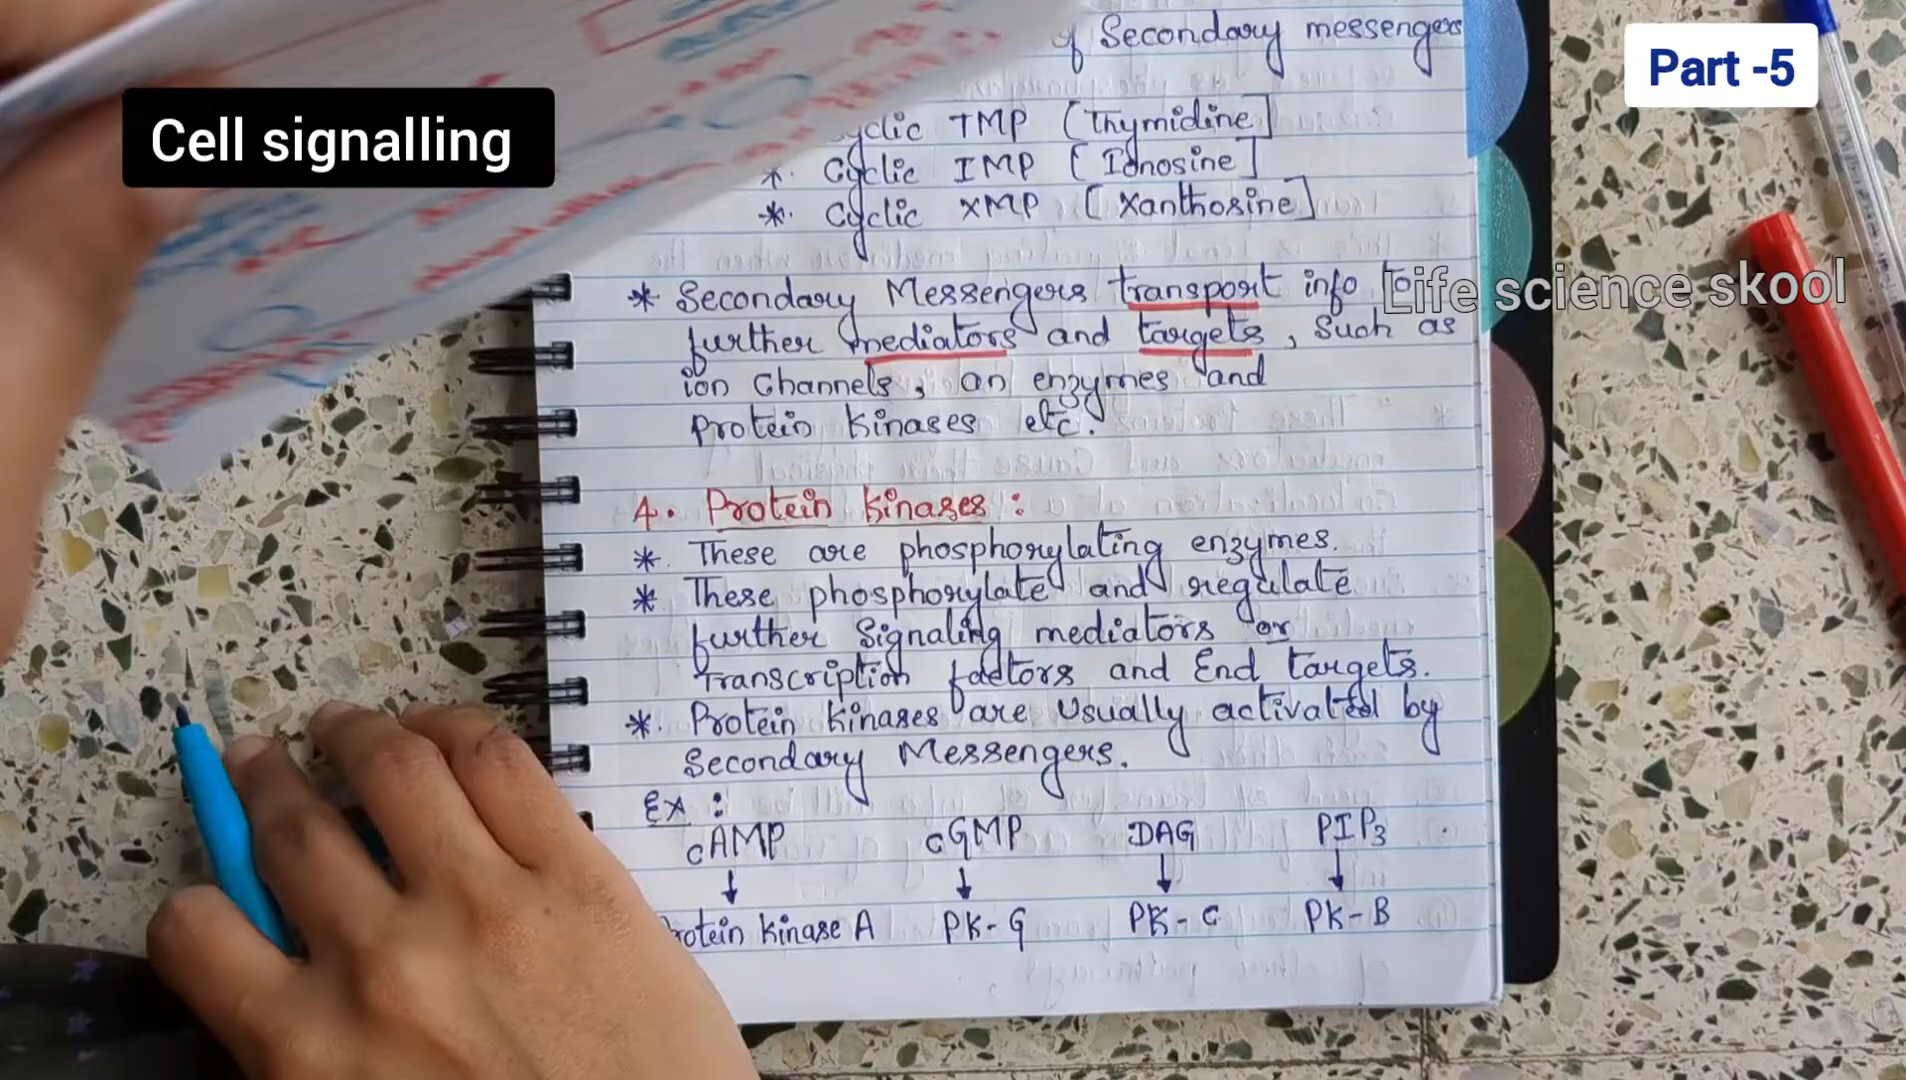 of Secondary messengers
Part -5
Cell signalling
cyclic TMP [Thymidine]
*. Cyclic IMP [Ionosine]
*. Cyclic XMP [Xanthosine]
* Secondary Messengers transport info to
Life science skool
further mediators and targets, such as
ion channels, an enzymes and
Protein kinases etc.
4. Protein kinases :
*. These are phosphorylating enzymes.
* These phosphorylate and regulate
further signaling mediators or
Transcription factors and End targets.
*. Protein kinases are usually activated by
Secondary Messengers.
Ex :
cAMP cGMP DAG PIP3
↓ ↓ ↓ ↓
rotein kinase A PK-G PK-C PK-B